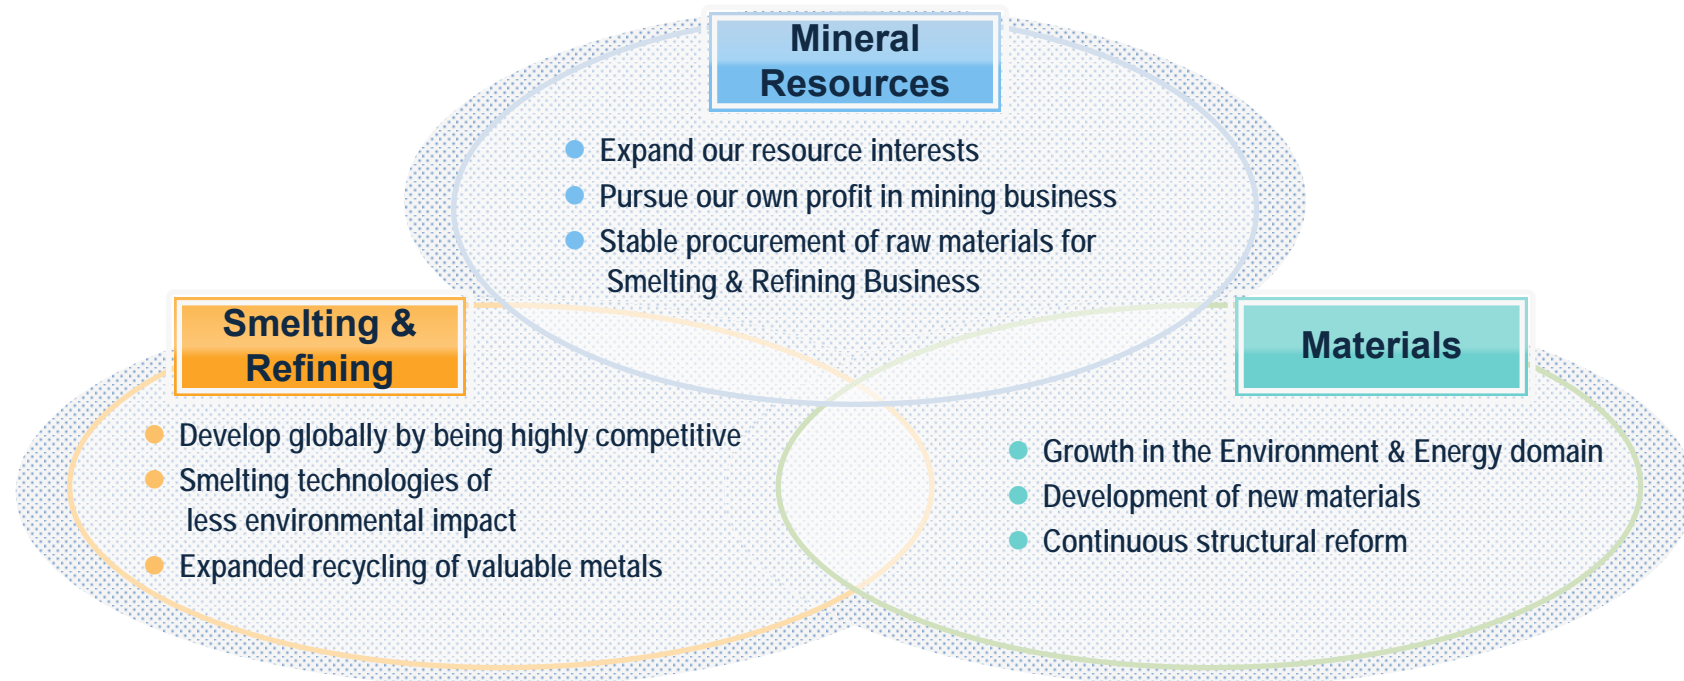 Mineral
Resources
Expand our resource interests
Pursue our own profit in mining business
Stable procurement of raw materials for
Smelting & Refining Business
Smelting &
Refining
Develop globally by being highly competitive
Smelting technologies of
less environmental impact
Expanded recycling of valuable metals
Materials
Growth in the Environment & Energy domain
Development of new materials
Continuous structural reform